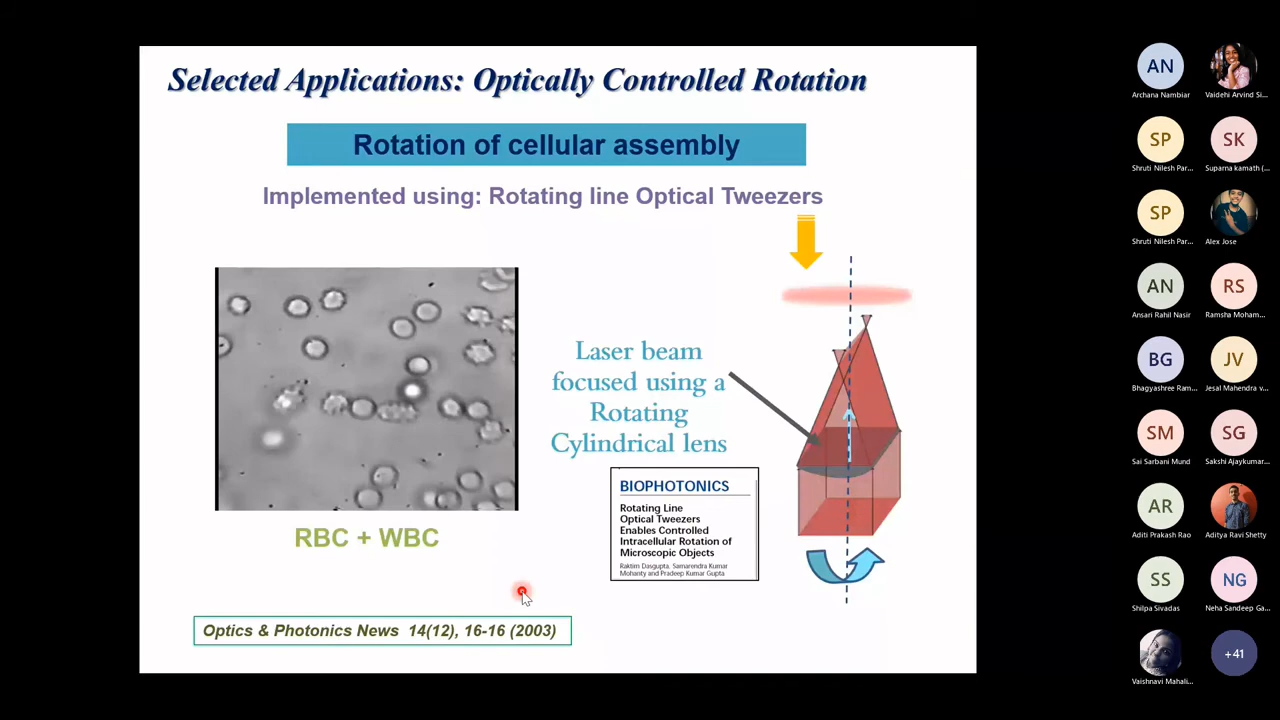 Selected Applications: Optically Controlled Rotation
Rotation of cellular assembly
Implemented using: Rotating line Optical Tweezers
Laser beam
focused using a
Rotating
Cylindrical lens
BIOPHOTONICS
Rotating Line
Optical Tweezers
Enables Controlled
Intracellular Rotation of
Microscopic Objects
Raktim Dasgupta, Samarendra Kumar
Mohanty and Pradeep Kumar Gupta
RBC + WBC
Optics & Photonics News 14(12), 16-16 (2003)
AN
Archana Nambiar
Vaidehi Arvind Si...
SP
Shruti Nilesh Par...
SK
Suparna kamath (...
SP
Shruti Nilesh Par...
Alex Jose
AN
Ansari Rahil Nasir
RS
Ramsha Moham...
BG
Bhagyashree Ram...
JV
Jesal Mahendra v...
SM
Sai Sarbani Mund
SG
Sakshi Ajaykumar...
AR
Aditi Prakash Rao
Aditya Ravi Shetty
SS
Shilpa Sivadas
NG
Neha Sandeep Ga...
Vaishnavi Mahali...
+41